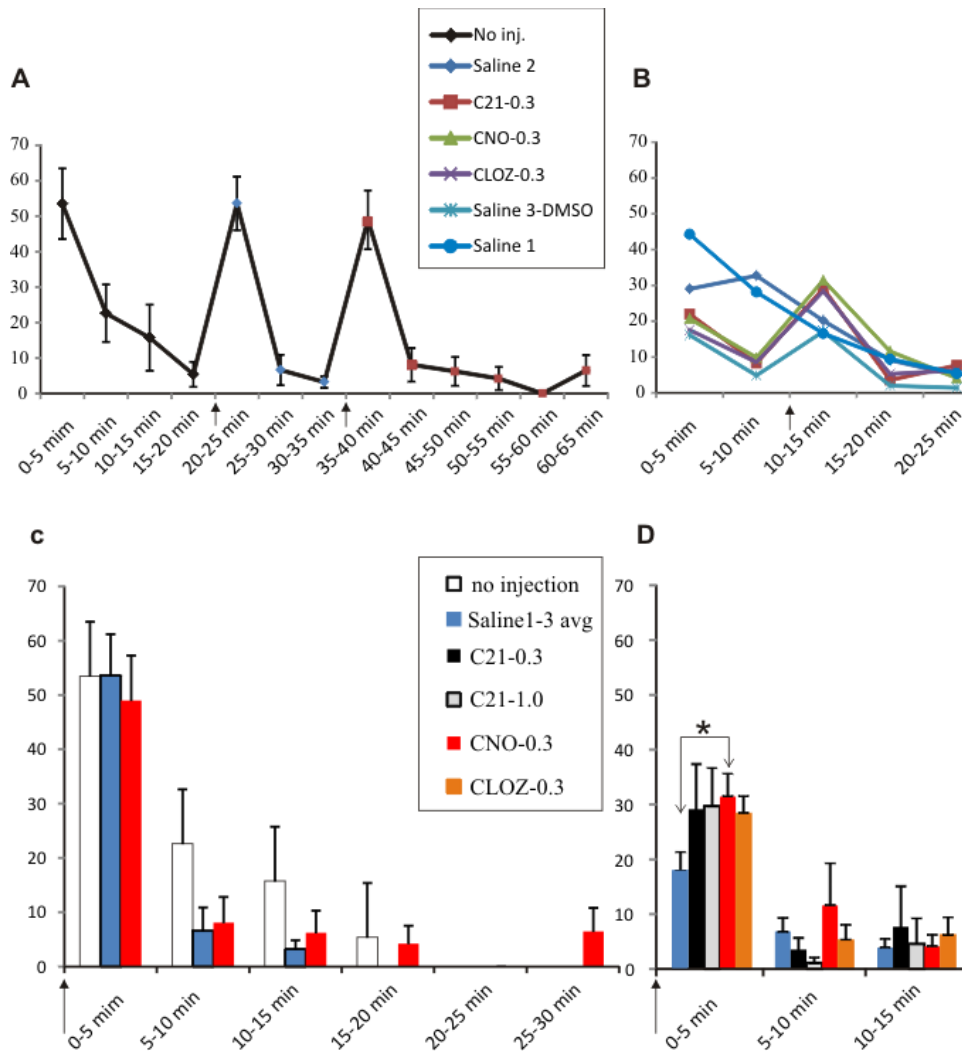 A
No inj.
Saline 2
C21-0.3
CNO-0.3
CLOZ-0.3
Saline 3-DMSO
Saline 1
B
70
60
50
40
30
20
10
0
0-5 mim
5-10 min
10-15 min
15-20 min
20-25 min
25-30 min
30-35 min
35-40 min
40-45 min
45-50 min
50-55 min
55-60 min
60-65 min
70
60
50
40
30
20
10
0
0-5 mim
5-10 min
10-15 min
15-20 min
20-25 min
c
no injection
Saline1-3 avg
C21-0.3
C21-1.0
CNO-0.3
CLOZ-0.3
D
70
60
50
40
30
20
10
0
0-5 mim
5-10 min
10-15 min
15-20 min
20-25 min
25-30 min
70
60
50
40
30
20
10
0
*
0-5 min
5-10 min
10-15 min